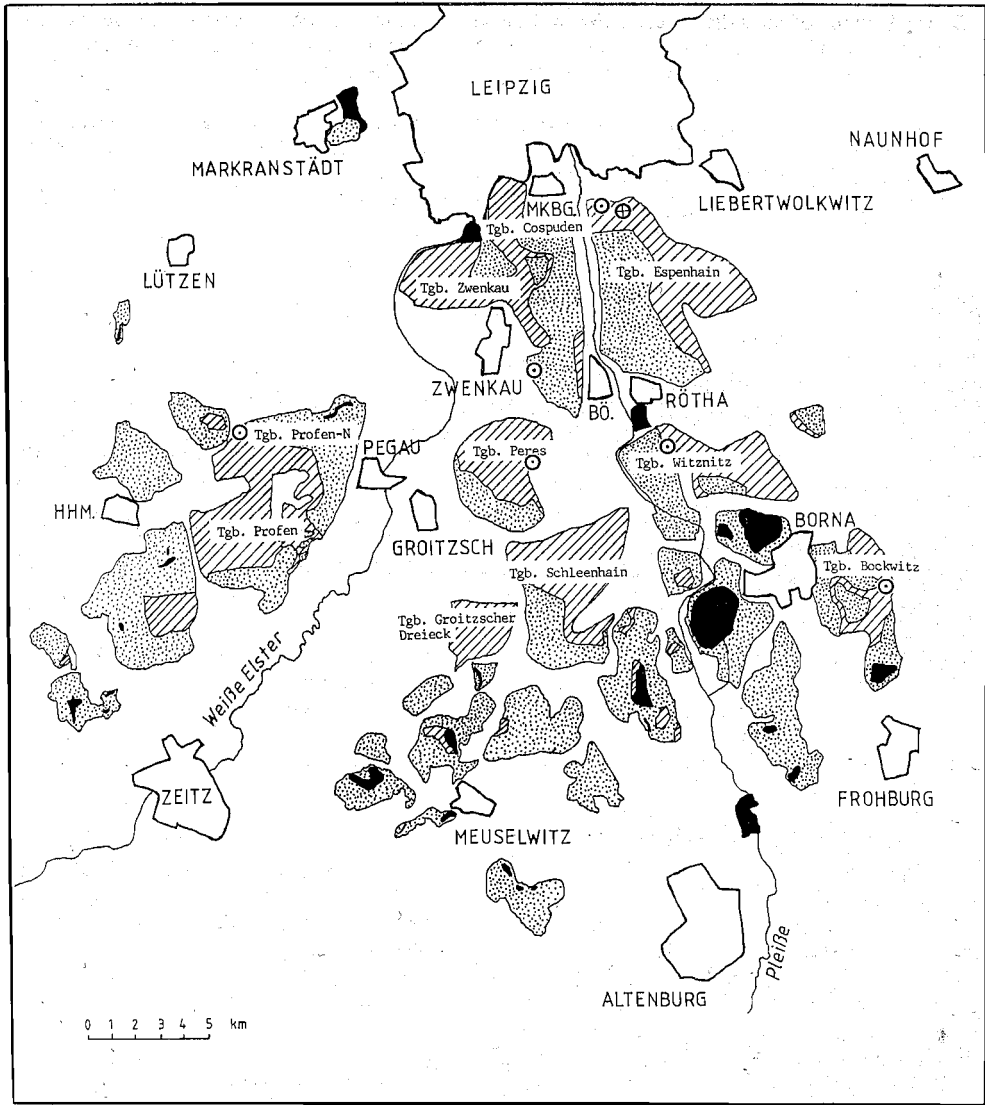 LEIPZIG
NAUNHOF
MARKRANSTÄDT
LIEBERTWOLKWITZ
MKBG.
Tgb. Cospuden
LÜTZEN
Tgb. Espenhain
Tgb. Zwenkau
ZWENKAU
BÖ.
RÖTHA
Tgb. Profen-N
PEGAU
Tgb. Peres
Tgb. Witznitz
HHM.
BORNA
Tgb. Profen
GROITZSCH
Tgb. Schleenhain
Tgb. Bockwitz
Tgb. Groitzscher
Dreieck
Weiße Elster
ZEITZ
FROHBURG
MEUSELWITZ
Pleiße
ALTENBURG
0 1 2 3 4 5 km